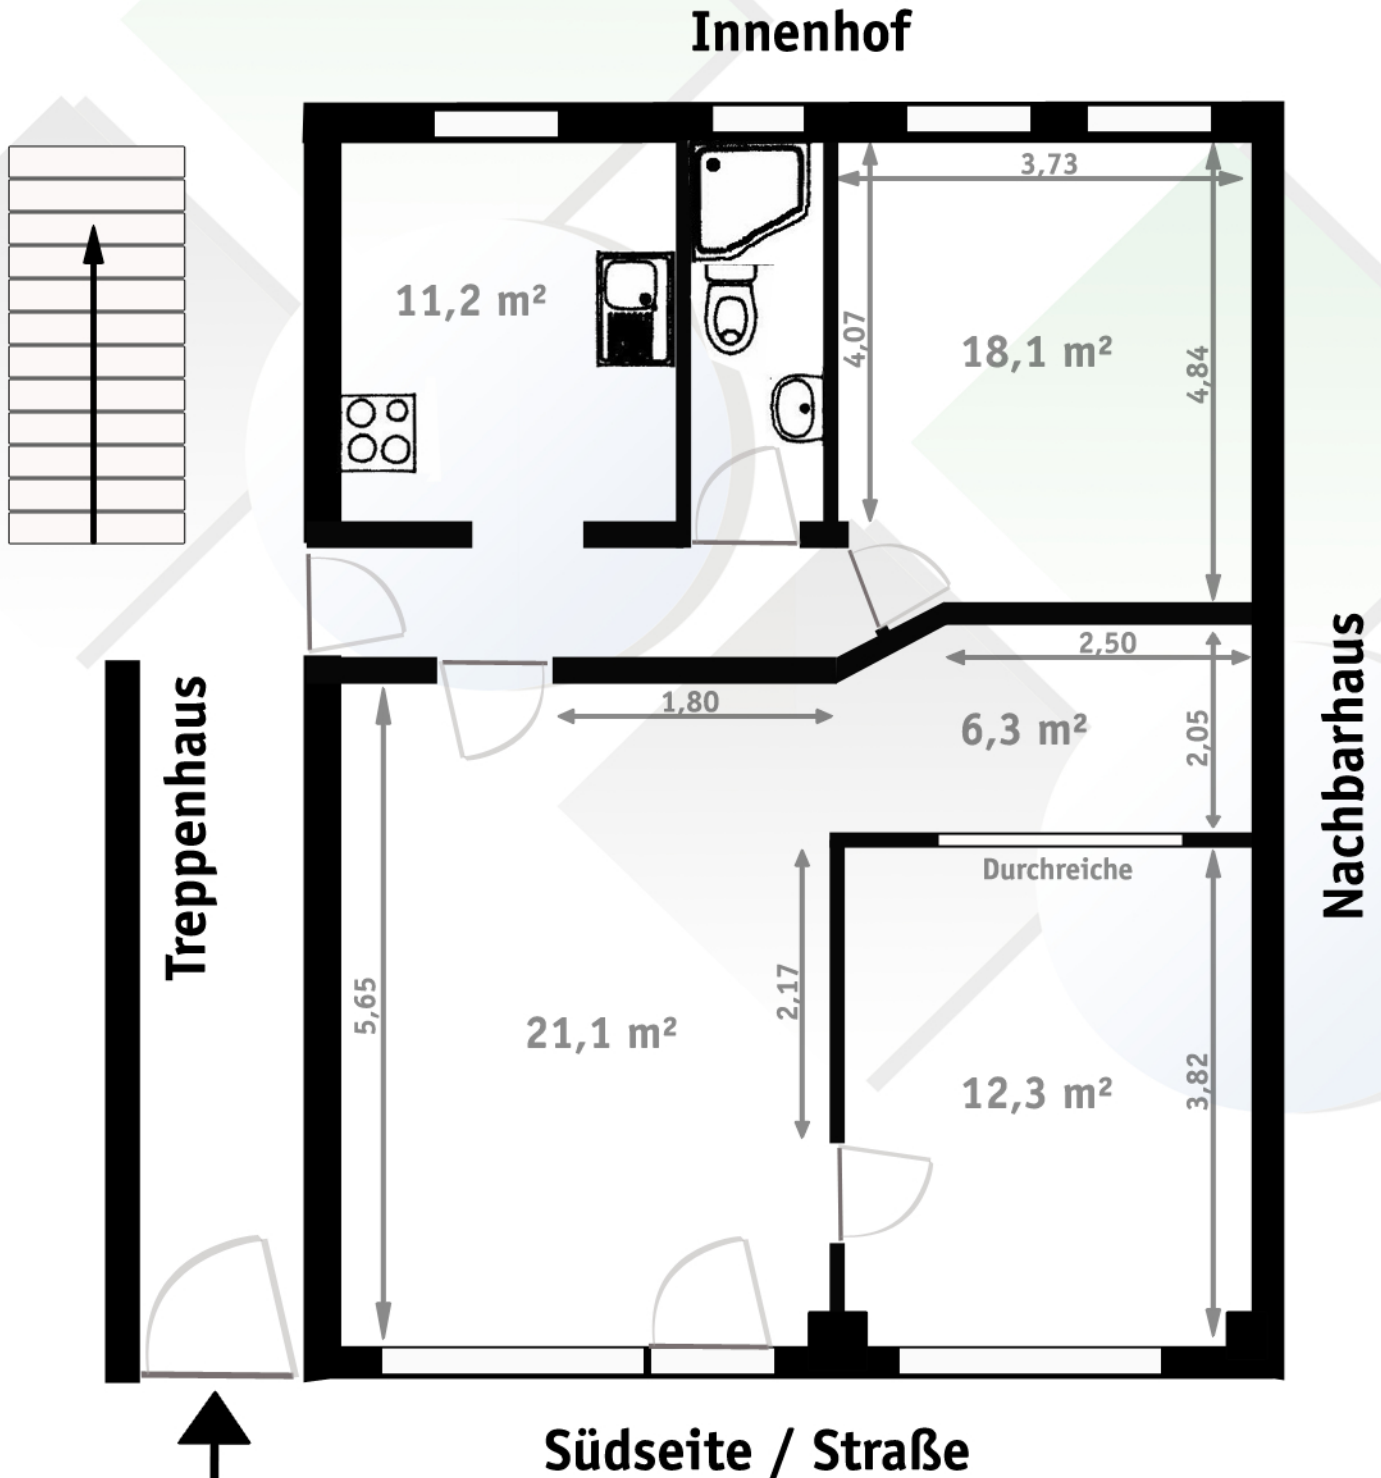 Innenhof
3,73
11,2 m²
4,07
18,1 m²
4,84
Treppenhaus
1,80
2,50
6,3 m²
2,05
Nachbarhaus
Durchreiche
5,65
21,1 m²
2,17
12,3 m²
3,82
Südseite / Straße